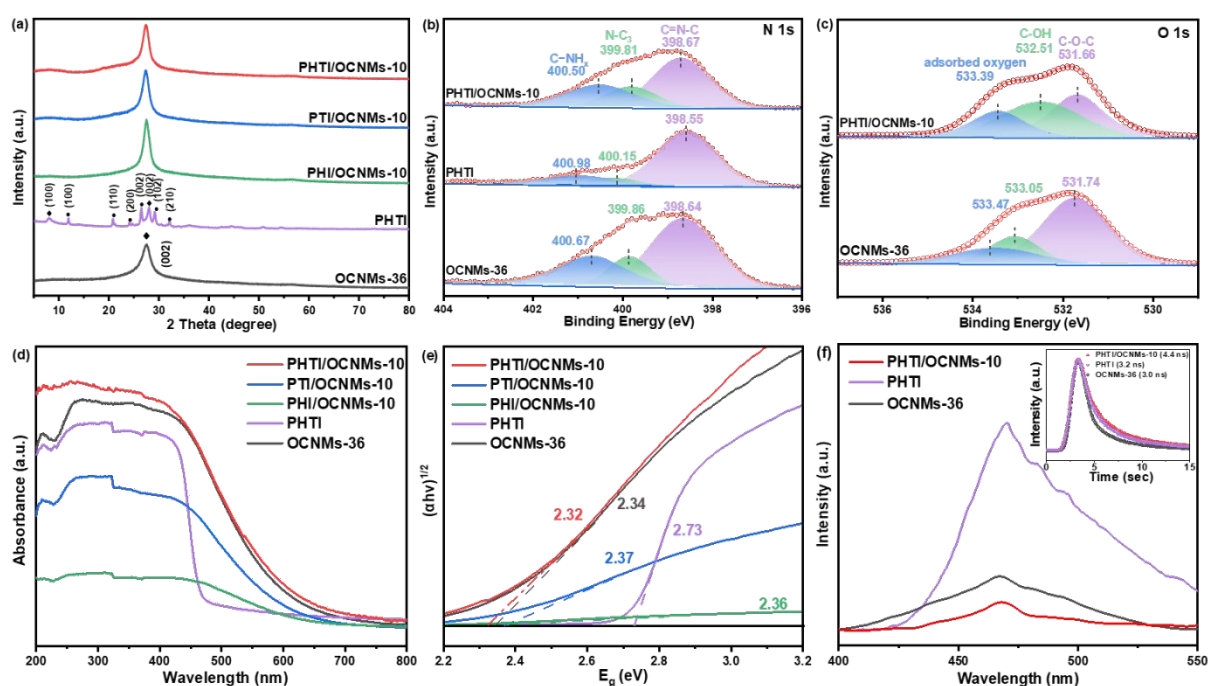 (a)
PHTI/OCNMs-10
PTI/OCNMs-10
PHI/OCNMs-10
(100)
(100)
(110)
(200)
(002)
(002)
(102)
(210)
PHTI
(002)
OCNMs-36
Intensity (a.u.)
10 20 30 40 50 60 70 80
2 Theta (degree)
(b)
N 1s
C=N-C
398.67
N-C3
399.81
C−NHx
400.50
PHTI/OCNMs-10
398.55
400.15
400.98
PHTI
398.64
399.86
400.67
OCNMs-36
Intensity (a.u.)
404 402 400 398 396
Binding Energy (eV)
(c)
O 1s
C-OH
532.51
C-O-C
531.66
adsorbed oxygen
533.39
PHTI/OCNMs-10
531.74
533.05
533.47
OCNMs-36
Intensity (a.u.)
536 534 532 530
Binding Energy (eV)
(d)
PHTI/OCNMs-10
PTI/OCNMs-10
PHI/OCNMs-10
PHTI
OCNMs-36
Absorbance (a.u.)
200 300 400 500 600 700 800
Wavelength (nm)
(e)
PHTI/OCNMs-10
PTI/OCNMs-10
PHI/OCNMs-10
PHTI
OCNMs-36
2.32
2.34
2.73
2.37
2.36
(αhv)1/2
2.2 2.4 2.6 2.8 3.0 3.2
Eg (eV)
(f)
PHTI/OCNMs-10
PHTI
OCNMs-36
PHTI/OCNMs-10 (4.4 ns)
PHTI (3.2 ns)
OCNMs-36 (3.0 ns)
Intensity (a.u.)
0 5 10 15
Time (sec)
Intensity (a.u.)
400 450 500 550
Wavelength (nm)